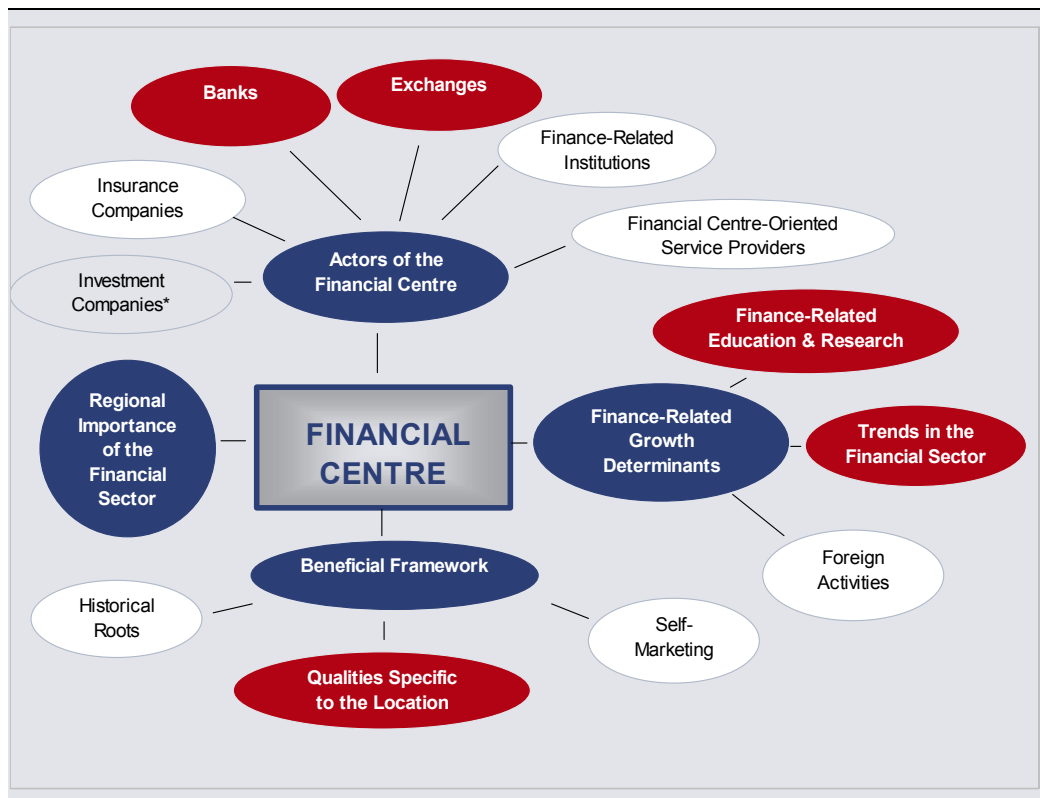 Banks
Exchanges
Finance-Related
Institutions
Insurance
Companies
Financial Centre-Oriented
Service Providers
Actors of the
Financial Centre
Investment
Companies*
Finance-Related
Education & Research
Regional
Importance
of the
Financial
Sector
FINANCIAL
CENTRE
Finance-Related
Growth
Determinants
Trends in the
Financial Sector
Beneficial Framework
Foreign
Activities
Historical
Roots
Self-
Marketing
Qualities Specific
to the Location